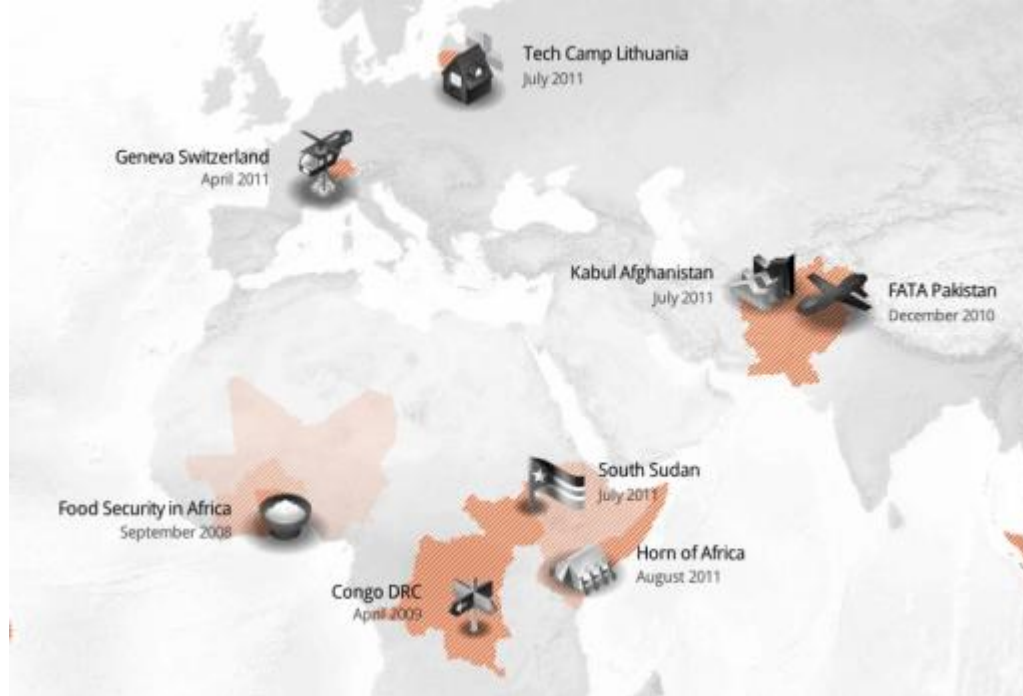 Tech Camp Lithuania
July 2011
Geneva Switzerland
April 2011
Kabul Afghanistan
July 2011
FATA Pakistan
December 2010
South Sudan
July 2011
Food Security in Africa
September 2008
Horn of Africa
August 2011
Congo DRC
April 2009